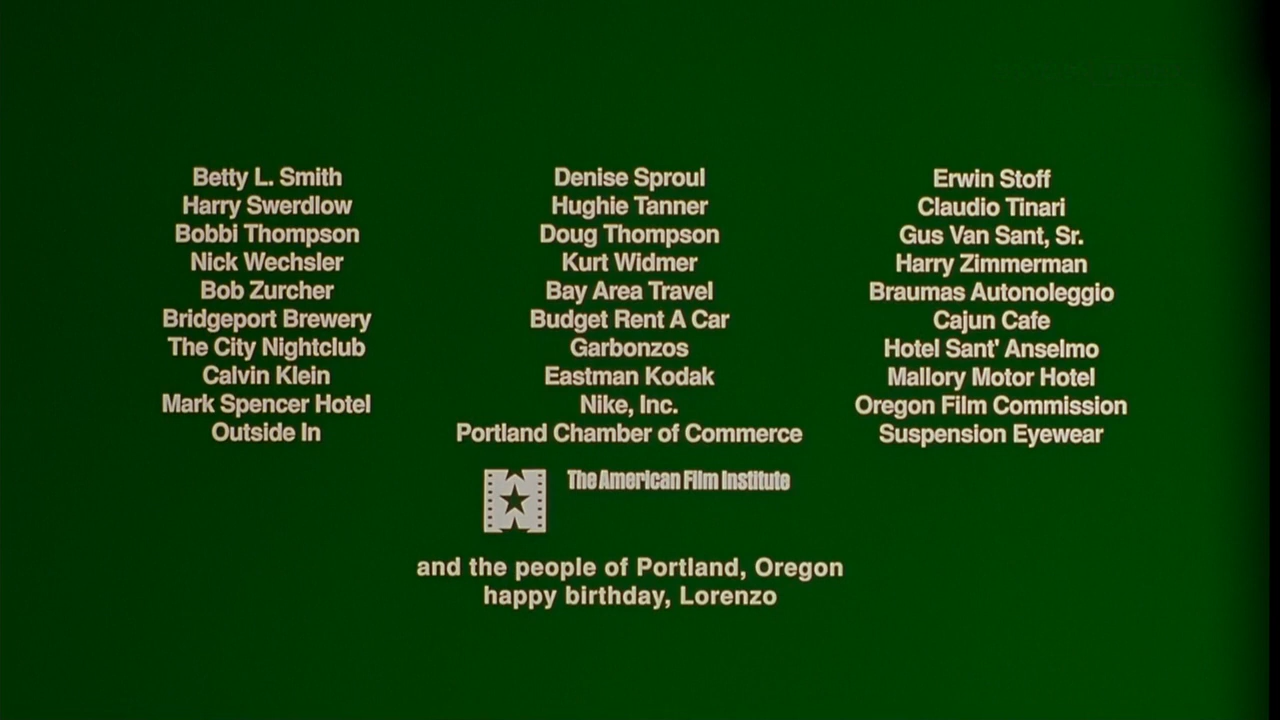 Betty L. Smith
Harry Swerdlow
Bobbi Thompson
Nick Wechsler
Bob Zurcher
Bridgeport Brewery
The City Nightclub
Calvin Klein
Mark Spencer Hotel
Outside In
Denise Sproul
Hughie Tanner
Doug Thompson
Kurt Widmer
Bay Area Travel
Budget Rent A Car
Garbonzos
Eastman Kodak
Nike, Inc.
Portland Chamber of Commerce
Erwin Stoff
Claudio Tinari
Gus Van Sant, Sr.
Harry Zimmerman
Braumas Autonoleggio
Cajun Cafe
Hotel Sant' Anselmo
Mallory Motor Hotel
Oregon Film Commission
Suspension Eyewear
The American Film Institute
and the people of Portland, Oregon
happy birthday, Lorenzo